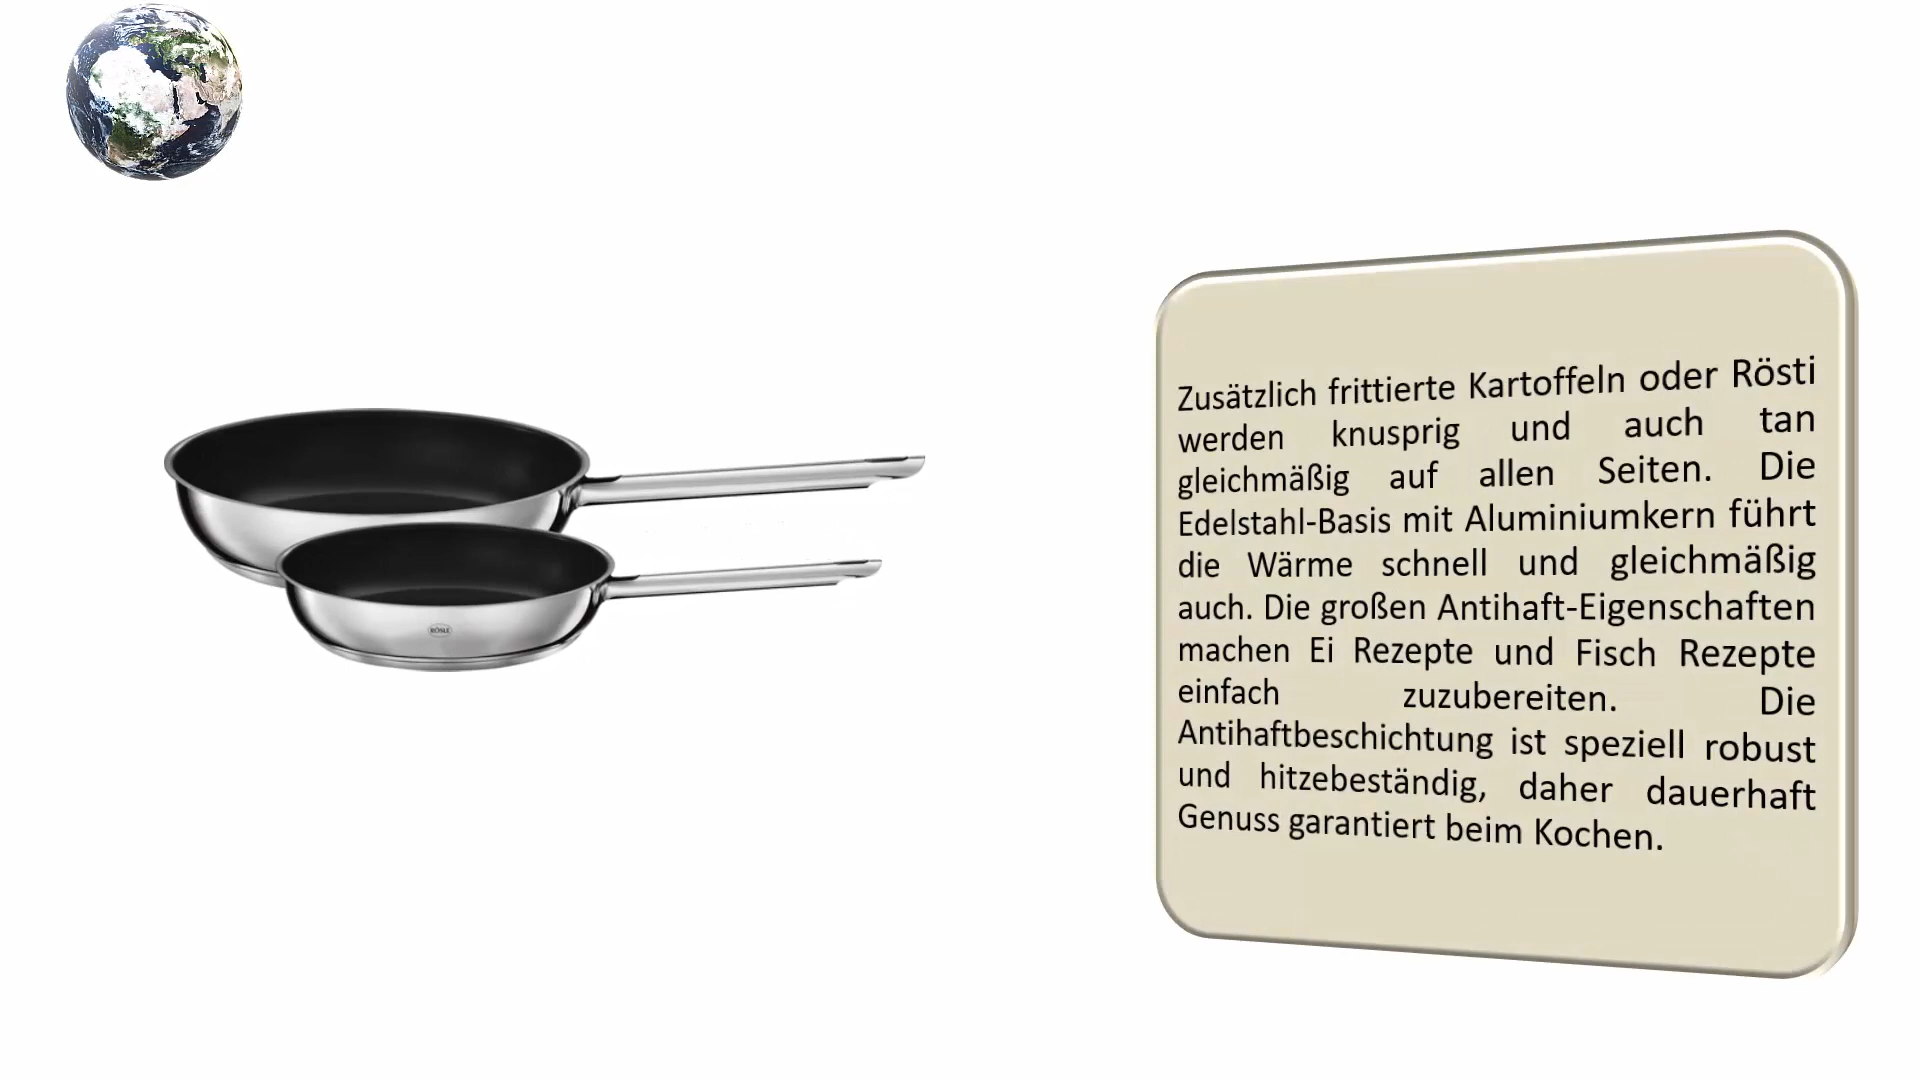 Zusätzlich frittierte Kartoffeln oder Rösti
werden knusprig und auch tan
gleichmäßig auf allen Seiten. Die
Edelstahl-Basis mit Aluminiumkern führt
die Wärme schnell und gleichmäßig
auch. Die großen Antihaft-Eigenschaften
machen Ei Rezepte und Fisch Rezepte
einfach zuzubereiten. Die
Antihaftbeschichtung ist speziell robust
und hitzebeständig, daher dauerhaft
Genuss garantiert beim Kochen.
RÖSLE